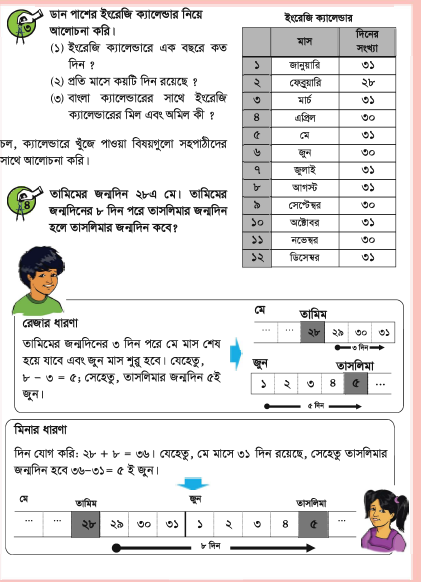 ৩
ডান পাশের ইংরেজি ক্যালেন্ডার নিয়ে
আলোচনা করি।
(১) ইংরেজি ক্যালেন্ডারে এক বছরে কত
দিন ?
(২) প্রতি মাসে কয়টি দিন রয়েছে ?
(৩) বাংলা ক্যালেন্ডারের সাথে ইংরেজি
ক্যালেন্ডারের মিল এবং অমিল কী ?
চল, ক্যালেন্ডারে খুঁজে পাওয়া বিষয়গুলো সহপাঠীদের
সাথে আলোচনা করি।
ইংরেজি ক্যালেন্ডার
মাস দিনের সংখ্যা
১ জানুয়ারি ৩১
২ ফেবুয়ারি ২৮
৩ মার্চ ৩১
৪ এপ্রিল ৩০
৫ মে ৩১
৬ জুন ৩০
৭ জুলাই ৩১
৮ আগস্ট ৩১
৯ সেপ্টেম্বর ৩০
১০ অক্টোবর ৩১
১১ নভেম্বর ৩০
১২ ডিসেম্বর ৩১
৪
তামিমের জন্মদিন ২৮এ মে। তামিমের
জন্মদিনের ৮ দিন পরে তাসলিমার জন্মদিন
হলে তাসলিমার জন্মদিন কবে?
রেজার ধারণা
তামিমের জন্মদিনের ৩ দিন পরে মে মাস শেষ
হয়ে যাবে এবং জুন মাস শুরু হবে। যেহেতু,
৮ − ৩ = ৫; সেহেতু, তাসলিমার জন্মদিন ৫ই
জুন।
মে তামিম
... ... ২৮ ২৯ ৩০ ৩১
৩ দিন
জুন তাসলিমা
১ ২ ৩ ৪ ৫ ...
৫ দিন
মিনার ধারণা
দিন যোগ করি: ২৮ + ৮ = ৩৬। যেহেতু, মে মাসে ৩১ দিন রয়েছে, সেহেতু তাসলিমার
জন্মদিন হবে ৩৬−৩১= ৫ ই জুন।
মে তামিম জুন তাসলিমা
... ... ২৮ ২৯ ৩০ ৩১ ১ ২ ৩ ৪ ৫ ...
৮ দিন